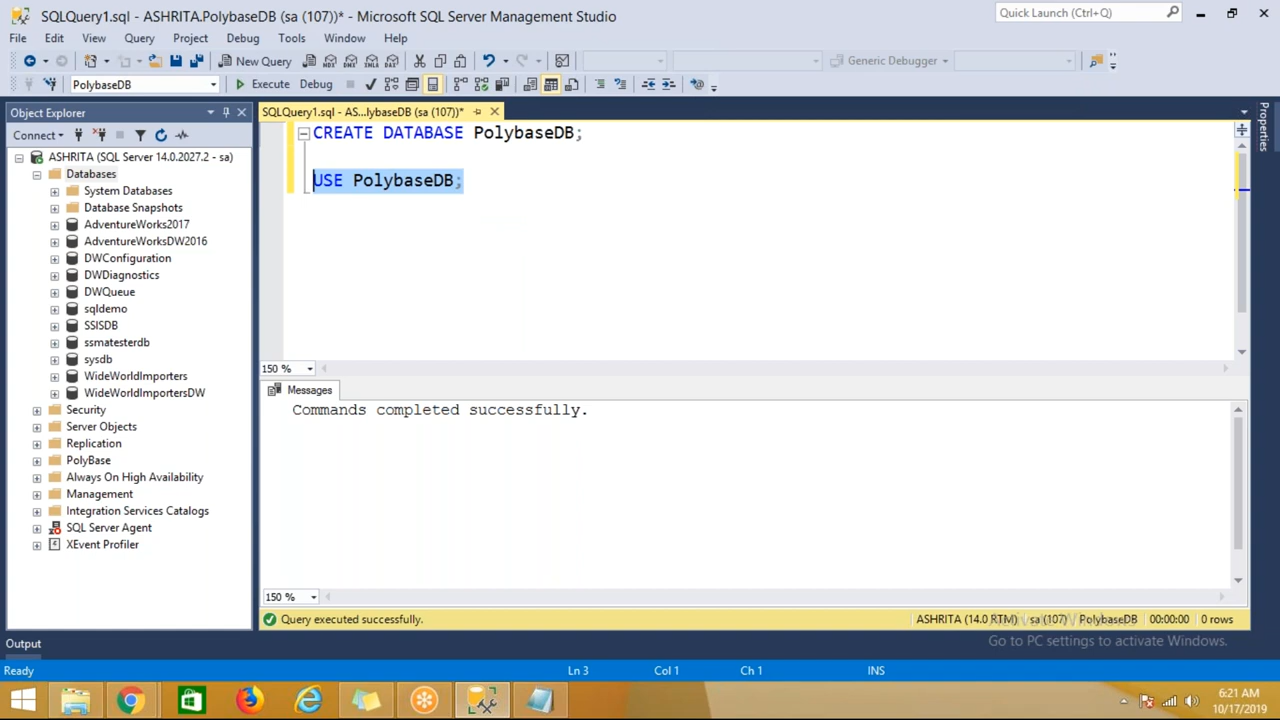 SQLQuery1.sql - ASHRITA.PolybaseDB (sa (107))* - Microsoft SQL Server Management Studio
Quick Launch (Ctrl+Q)
File Edit View Query Project Debug Tools Window Help
New Query
Generic Debugger
PolybaseDB
Execute Debug
Object Explorer
SQLQuery1.sql - AS...lybaseDB (sa (107))*
Properties
Connect
ASHRITA (SQL Server 14.0.2027.2 - sa)
Databases
System Databases
Database Snapshots
AdventureWorks2017
AdventureWorksDW2016
DWConfiguration
DWDiagnostics
DWQueue
sqldemo
SSISDB
ssmatesterdb
sysdb
WideWorldImporters
WideWorldImportersDW
Security
Server Objects
Replication
PolyBase
Always On High Availability
Management
Integration Services Catalogs
SQL Server Agent
XEvent Profiler
CREATE DATABASE PolybaseDB;
USE PolybaseDB;
150 %
Messages
Commands completed successfully.
150 %
Query executed successfully.
ASHRITA (14.0 RTM) sa (107) PolybaseDB 00:00:00 0 rows
Activate Windows
Go to PC settings to activate Windows.
Output
Ready Ln 3 Col 1 Ch 1 INS
6:21 AM
10/17/2019